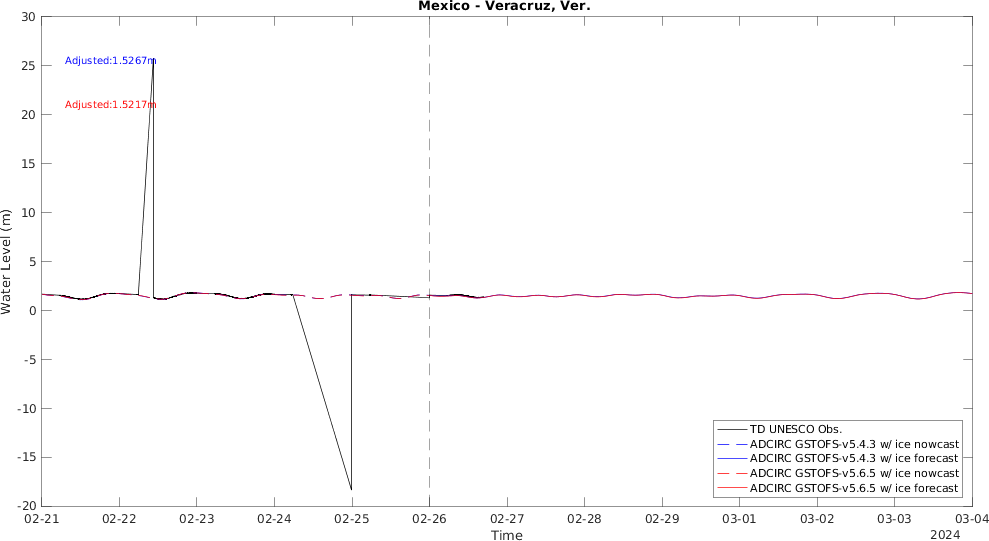 Mexico - Veracruz, Ver.
30
25
20
15
10
5
0
-5
-10
-15
-20
Water Level (m)
Adjusted:1.5267m
Adjusted:1.5217m
TD UNESCO Obs.
ADCIRC GSTOFS-v5.4.3 w/ ice nowcast
ADCIRC GSTOFS-v5.4.3 w/ ice forecast
ADCIRC GSTOFS-v5.6.5 w/ ice nowcast
ADCIRC GSTOFS-v5.6.5 w/ ice forecast
02-21 02-22 02-23 02-24 02-25 02-26 02-27 02-28 02-29 03-01 03-02 03-03 03-04
Time
2024